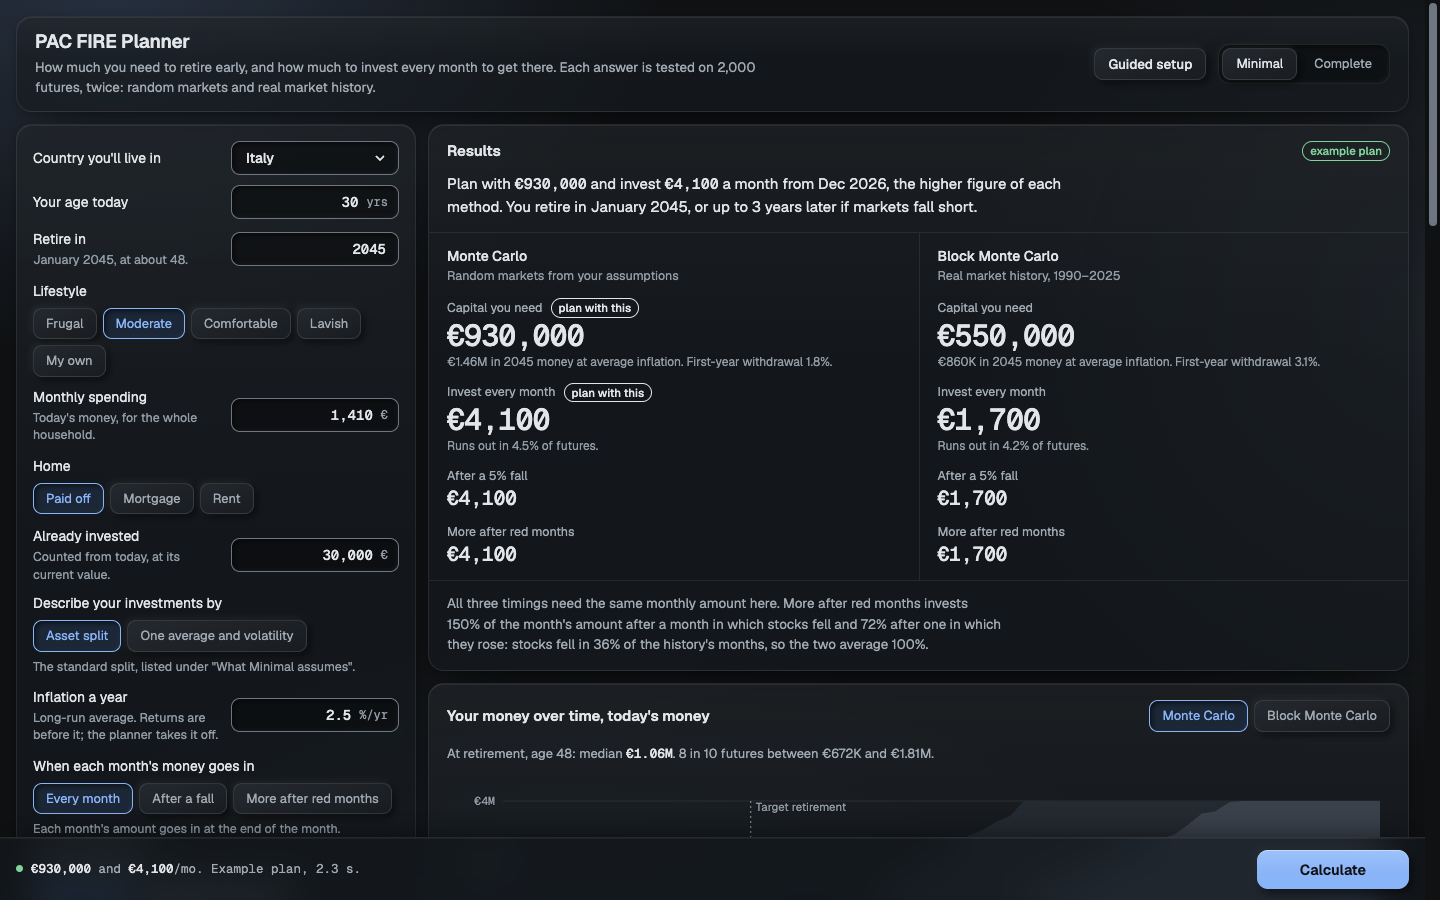 PAC FIRE Planner
How much you need to retire early, and how much to invest every month to get there. Each answer is tested on 2,000
futures, twice: random markets and real market history.
Guided setup
Minimal
Complete
Country you'll live in
Italy
Your age today
30 yrs
Retire in
January 2045, at about 48.
2045
Lifestyle
Frugal
Moderate
Comfortable
Lavish
My own
Monthly spending
Today's money, for the whole
household.
1,410 €
Home
Paid off
Mortgage
Rent
Already invested
Counted from today, at its
current value.
30,000 €
Describe your investments by
Asset split
One average and volatility
The standard split, listed under "What Minimal assumes".
Inflation a year
Long-run average. Returns are
before it; the planner takes it off.
2.5 %/yr
When each month's money goes in
Every month
After a fall
More after red months
Each month's amount goes in at the end of the month.
Results
example plan
Plan with €930,000 and invest €4,100 a month from Dec 2026, the higher figure of each
method. You retire in January 2045, or up to 3 years later if markets fall short.
Monte Carlo
Random markets from your assumptions
Capital you need plan with this
€930,000
€1.46M in 2045 money at average inflation. First-year withdrawal 1.8%.
Invest every month plan with this
€4,100
Runs out in 4.5% of futures.
After a 5% fall
€4,100
More after red months
€4,100
Block Monte Carlo
Real market history, 1990–2025
Capital you need
€550,000
€860K in 2045 money at average inflation. First-year withdrawal 3.1%.
Invest every month
€1,700
Runs out in 4.2% of futures.
After a 5% fall
€1,700
More after red months
€1,700
All three timings need the same monthly amount here. More after red months invests
150% of the month's amount after a month in which stocks fell and 72% after one in which
they rose: stocks fell in 36% of the history's months, so the two average 100%.
Your money over time, today's money
Monte Carlo
Block Monte Carlo
At retirement, age 48: median €1.06M. 8 in 10 futures between €672K and €1.81M.
€4M
Target retirement
€930,000 and €4,100/mo. Example plan, 2.3 s.
Calculate